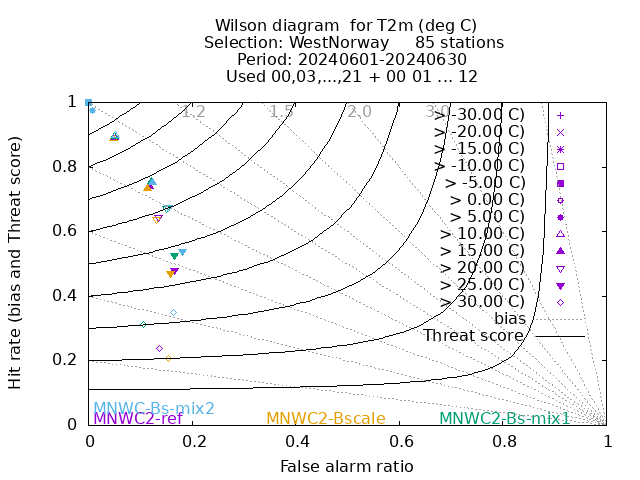 Wilson diagram for T2m (deg C)
Selection: WestNorway 85 stations
Period: 20240601-20240630
Used 00,03,...,21 + 00 01 ... 12
Hit rate (bias and Threat score)
1
0.8
0.6
0.4
0.2
0
1.2 1.5 2.0 3.0
> -30.00 C)
> -20.00 C)
> -15.00 C)
> -10.00 C)
> -5.00 C)
> 0.00 C)
> 5.00 C)
> 10.00 C)
> 15.00 C)
> 20.00 C)
> 25.00 C)
> 30.00 C)
bias
Threat score
MNWC-Bs-mix2
MNWC2-ref MNWC2-Bscale MNWC2-Bs-mix1
0 0.2 0.4 0.6 0.8 1
False alarm ratio